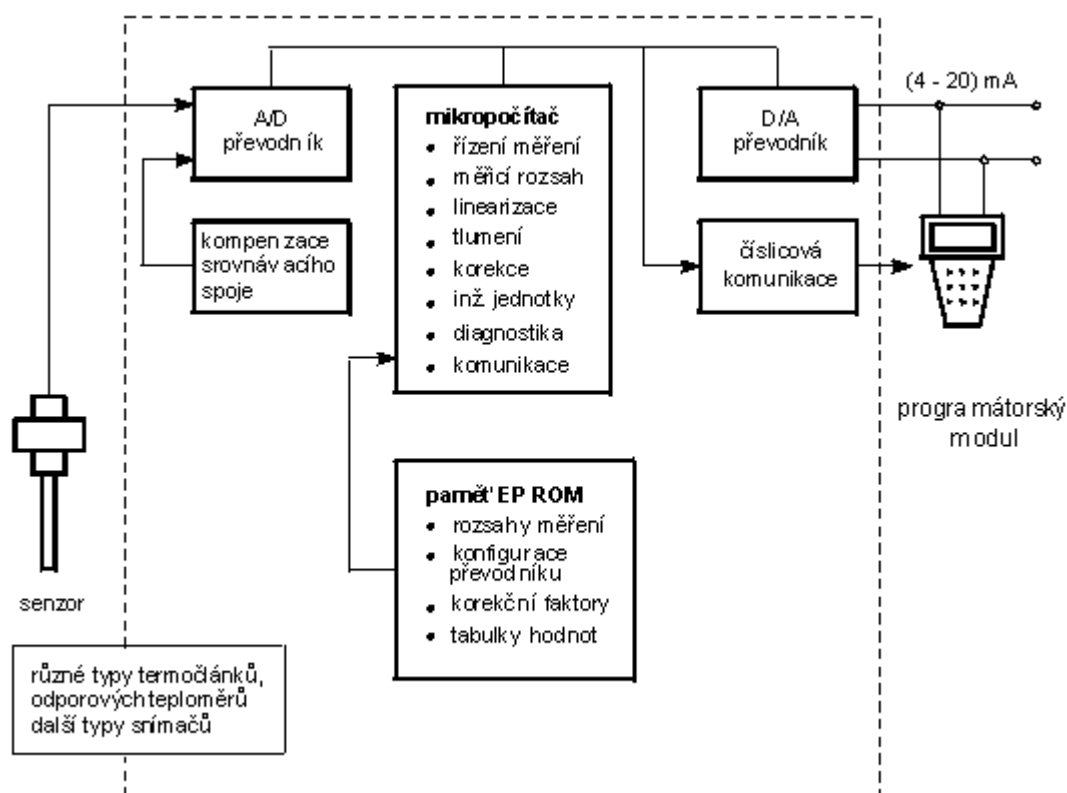 (4 - 20) mA
A/D
převodník
mikropočítač
• řízení měření
• měřicí rozsah
• linearizace
• tlumení
• korekce
• inž. jednotky
• diagnostika
• komunikace
D/A
převodník
kompenzace
srovnávacího
spoje
číslicová
komunikace
programátorský
modul
paměť EPROM
• rozsahy měření
• konfigurace
převodníku
• korekční faktory
• tabulky hodnot
senzor
různé typy termočlánků,
odporových teploměrů
další typy snímačů